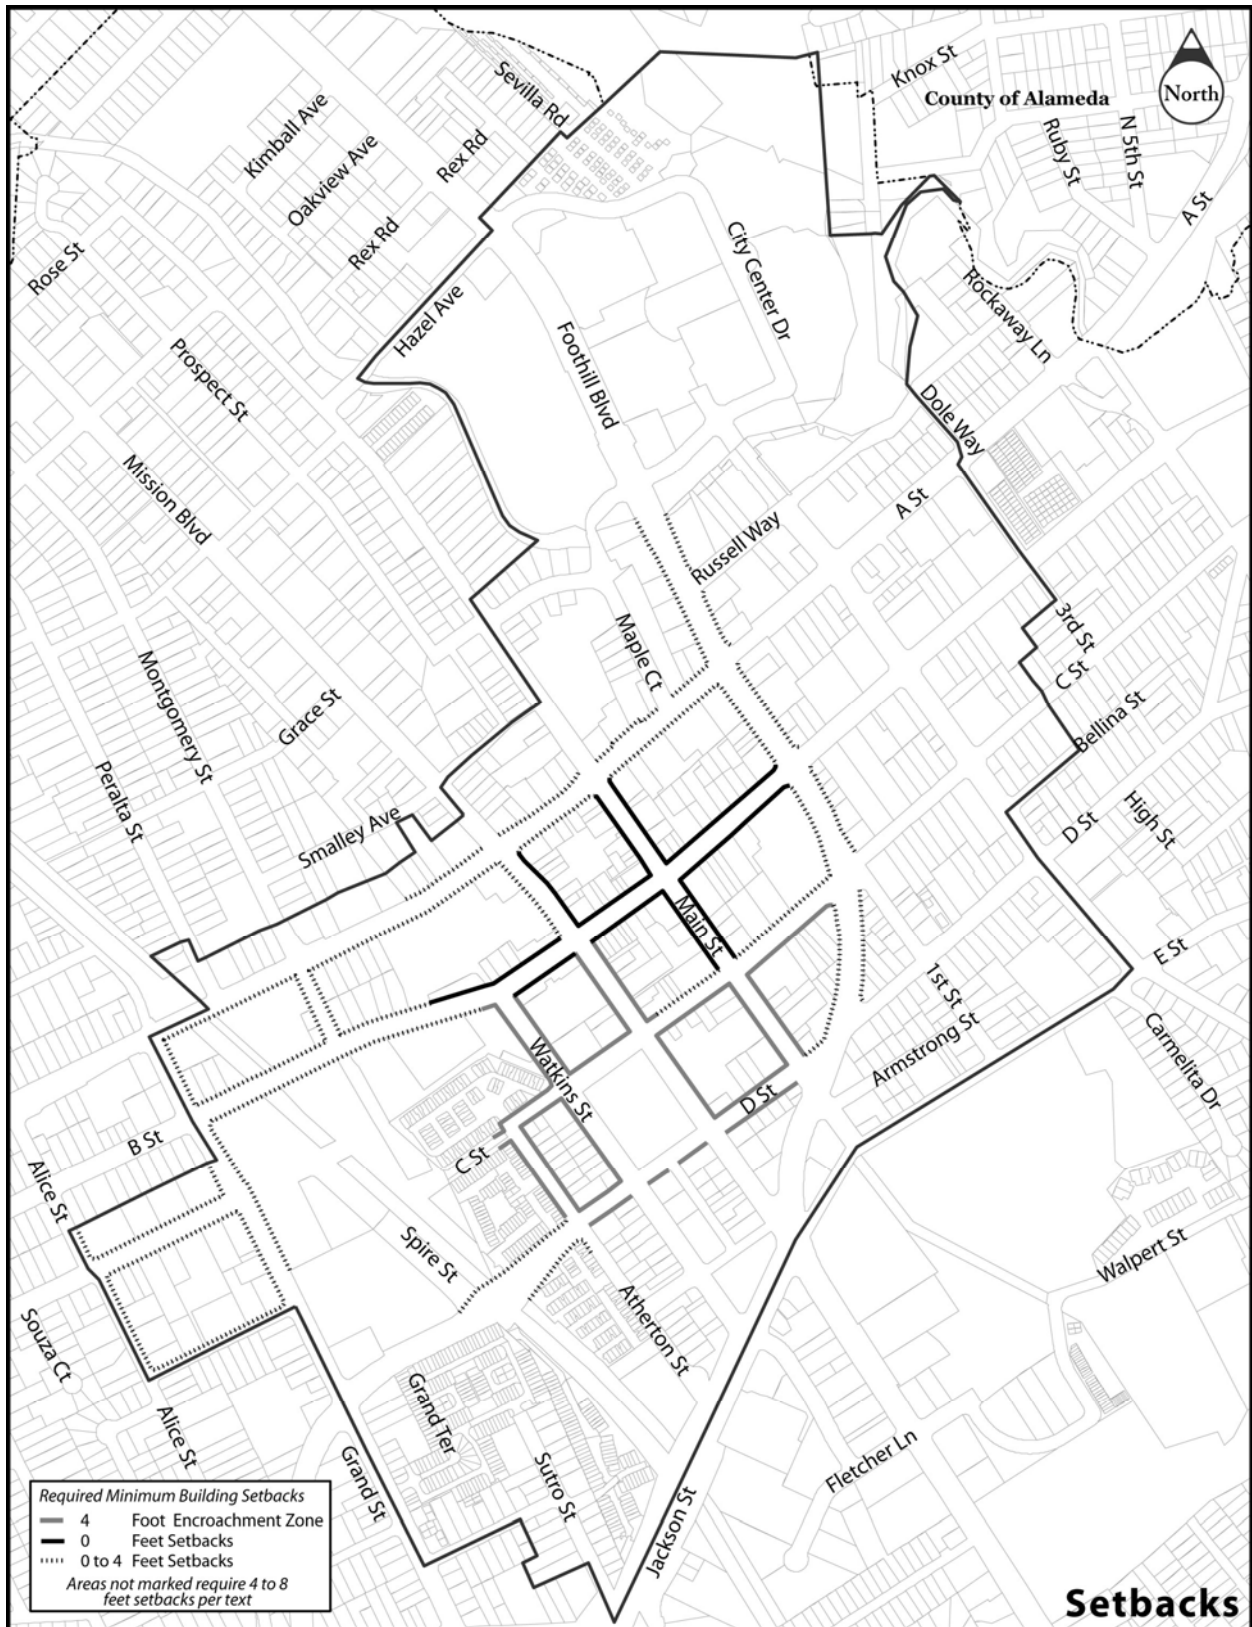 Knox St
Sevilla Rd
North
County of Alameda
Kimball Ave
Rex Rd
Ruby St
N 5th St
Oakview Ave
A St
Rex Rd
City Center Dr
Rose St
Rockaway Ln
Hazel Ave
Foothill Blvd
Prospect St
Dole Way
Mission Blvd
A St
Russell Way
3rd St
Maple Ct
C St
Montgomery St
Grace St
Bellina St
Peralta St
High St
D St
Smalley Ave
Main St
E St
1st St
Carmelita Dr
Armstrong St
Watkins St
D St
B St
C St
Alice St
Spire St
Walpert St
Atherton St
Souza Ct
Grand Ter
Alice St
Fletcher Ln
Grand St
Sutro St
Jackson St
Required Minimum Building Setbacks
4 Foot Encroachment Zone
0 Feet Setbacks
0 to 4 Feet Setbacks
Areas not marked require 4 to 8
feet setbacks per text
Setbacks